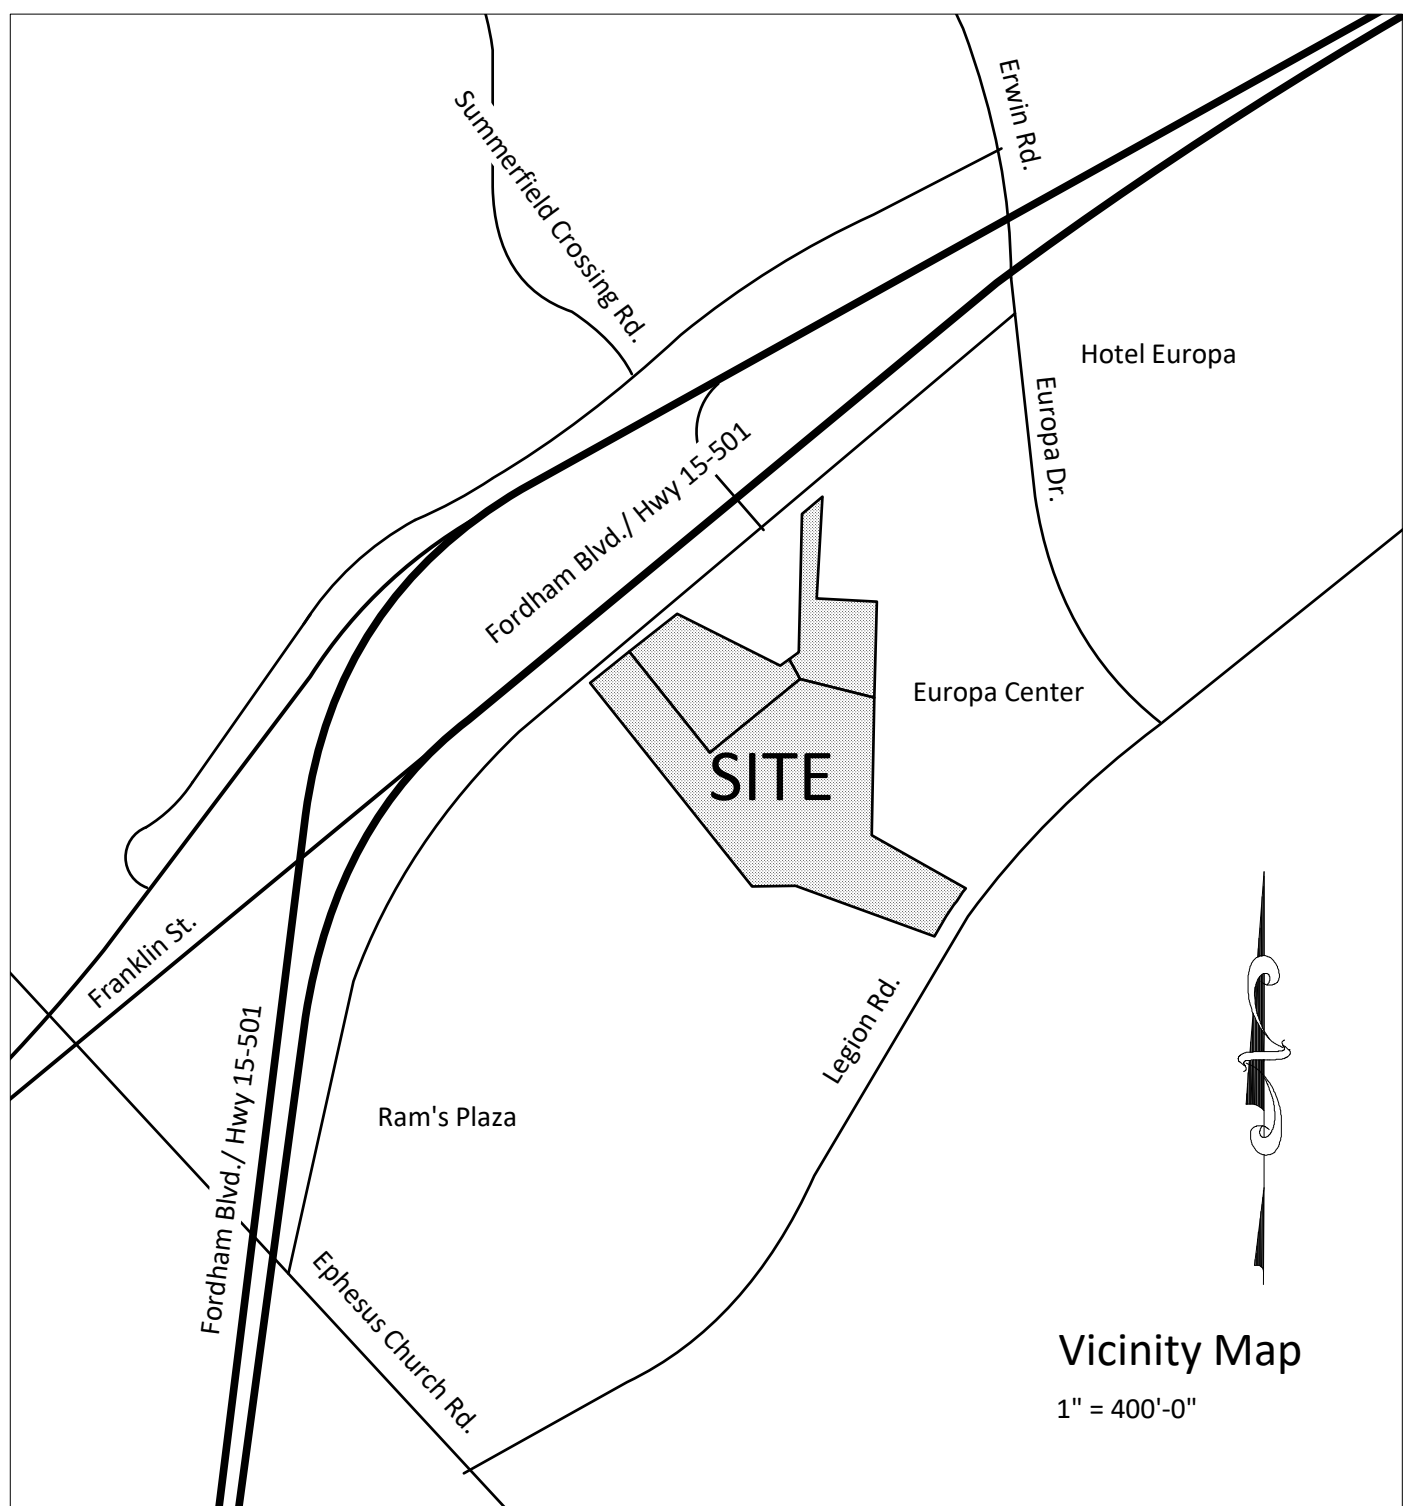 Erwin Rd.
Summerfield Crossing Rd.
Hotel Europa
Europa Dr.
Fordham Blvd./ Hwy 15-501
Europa Center
SITE
Franklin St.
Legion Rd.
Fordham Blvd./ Hwy 15-501
Ram's Plaza
Ephesus Church Rd.
Vicinity Map
1" = 400'-0"